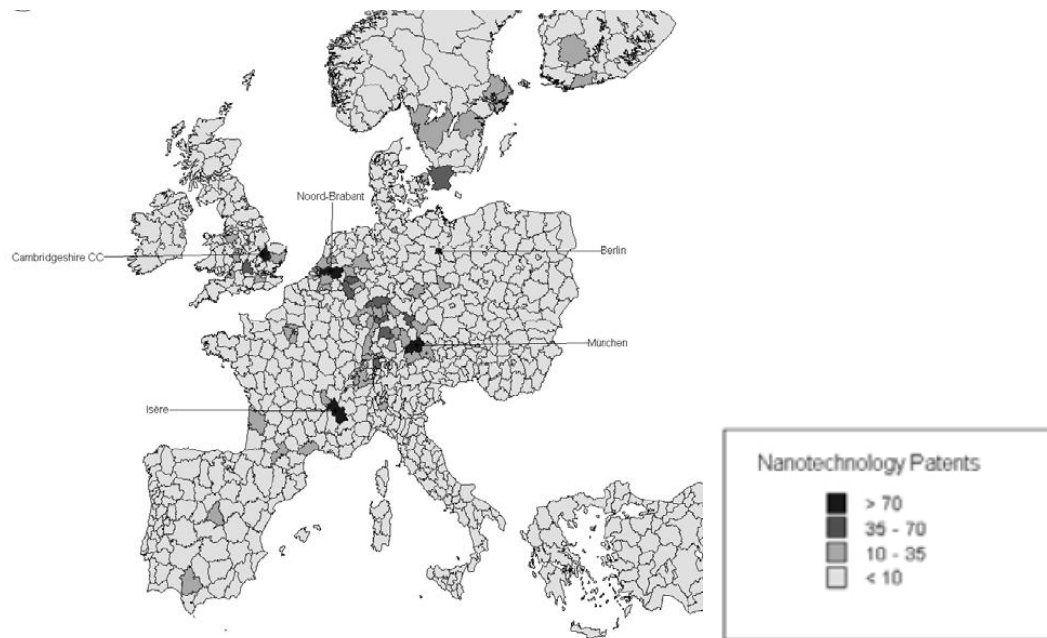 Noord-Brabant
Cambridgeshire CC
Berlin
München
Isère
Nanotechnology Patents
> 70
35 - 70
10 - 35
< 10